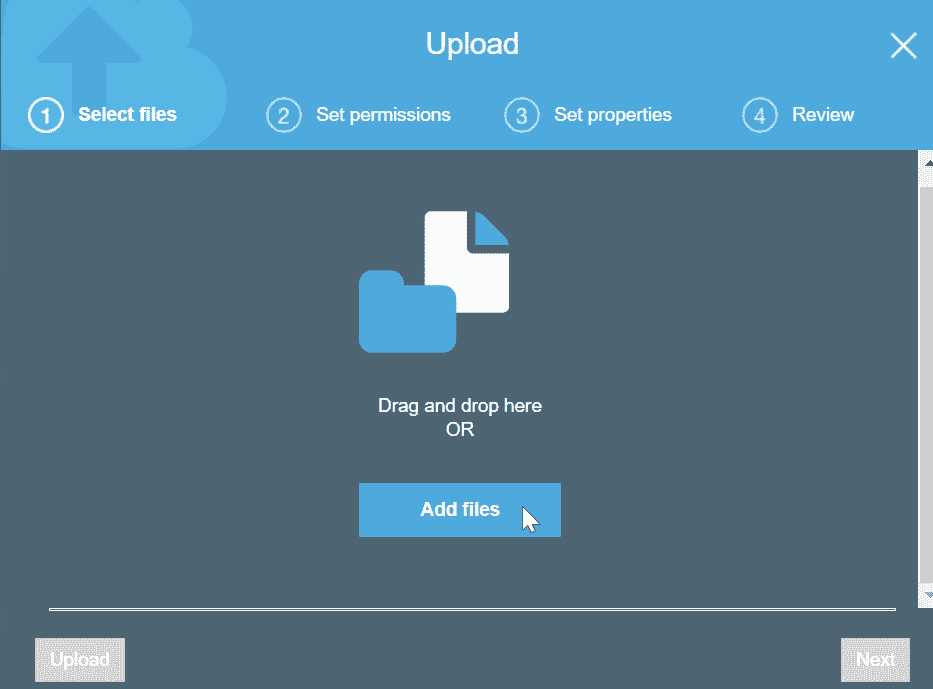 Upload
1 Select files
2 Set permissions
3 Set properties
4 Review
Drag and drop here
OR
Add files
Upload
Next